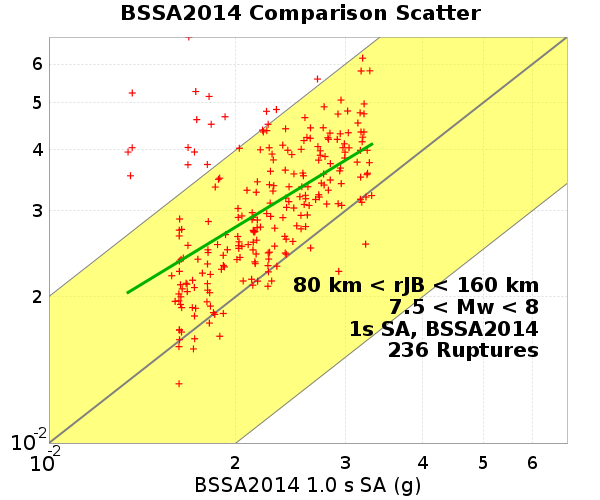 BSSA2014 Comparison Scatter
6
5
4
3
2
10-2
80 km < rJB < 160 km
7.5 < Mw < 8
1s SA, BSSA2014
236 Ruptures
10-2
2 3 4 5 6
BSSA2014 1.0 s SA (g)